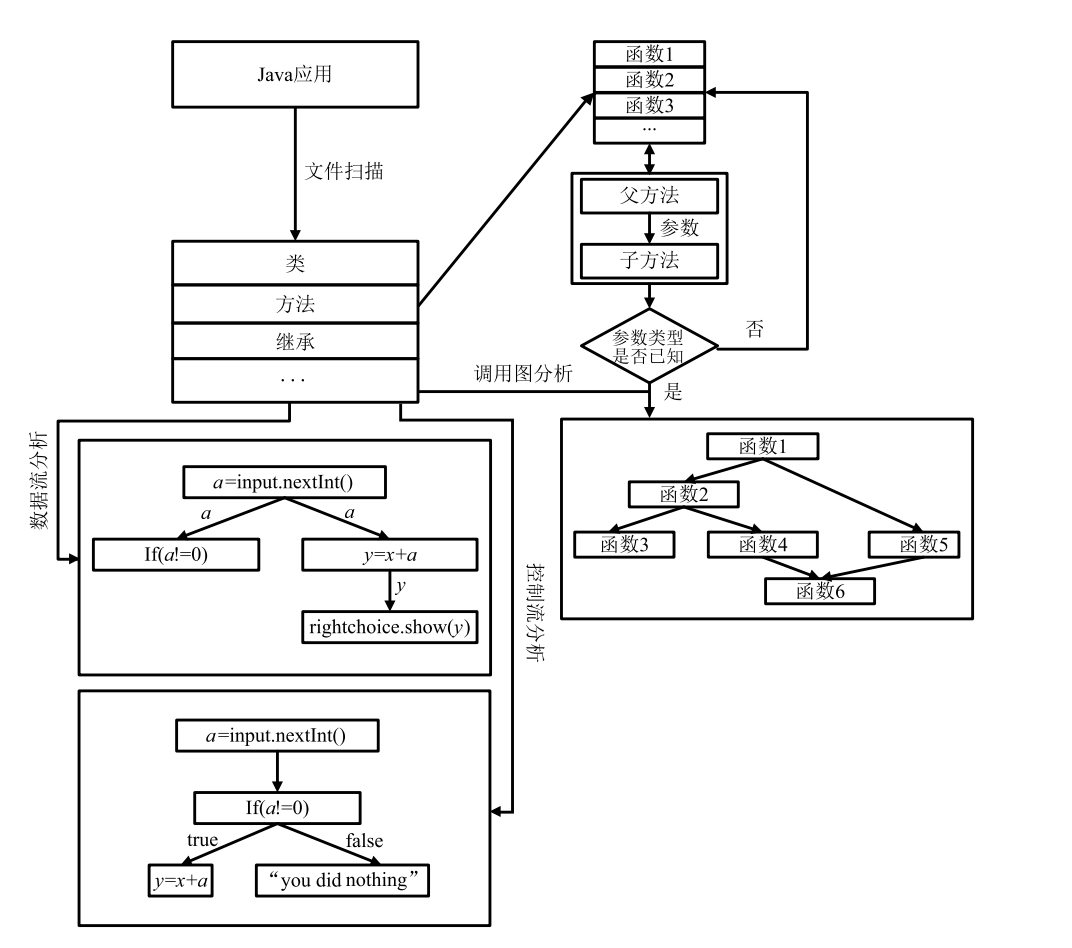 Java应用
文件扫描
类
方法
继承
...
函数1
函数2
函数3
...
父方法
参数
子方法
参数类型
是否已知
否
是
调用图分析
函数1
函数2
函数3
函数4
函数5
函数6
数据流分析
a=input.nextInt()
a
a
If(a!=0)
y=x+a
y
rightchoice.show(y)
控制流分析
a=input.nextInt()
If(a!=0)
true
false
y=x+a
“you did nothing”